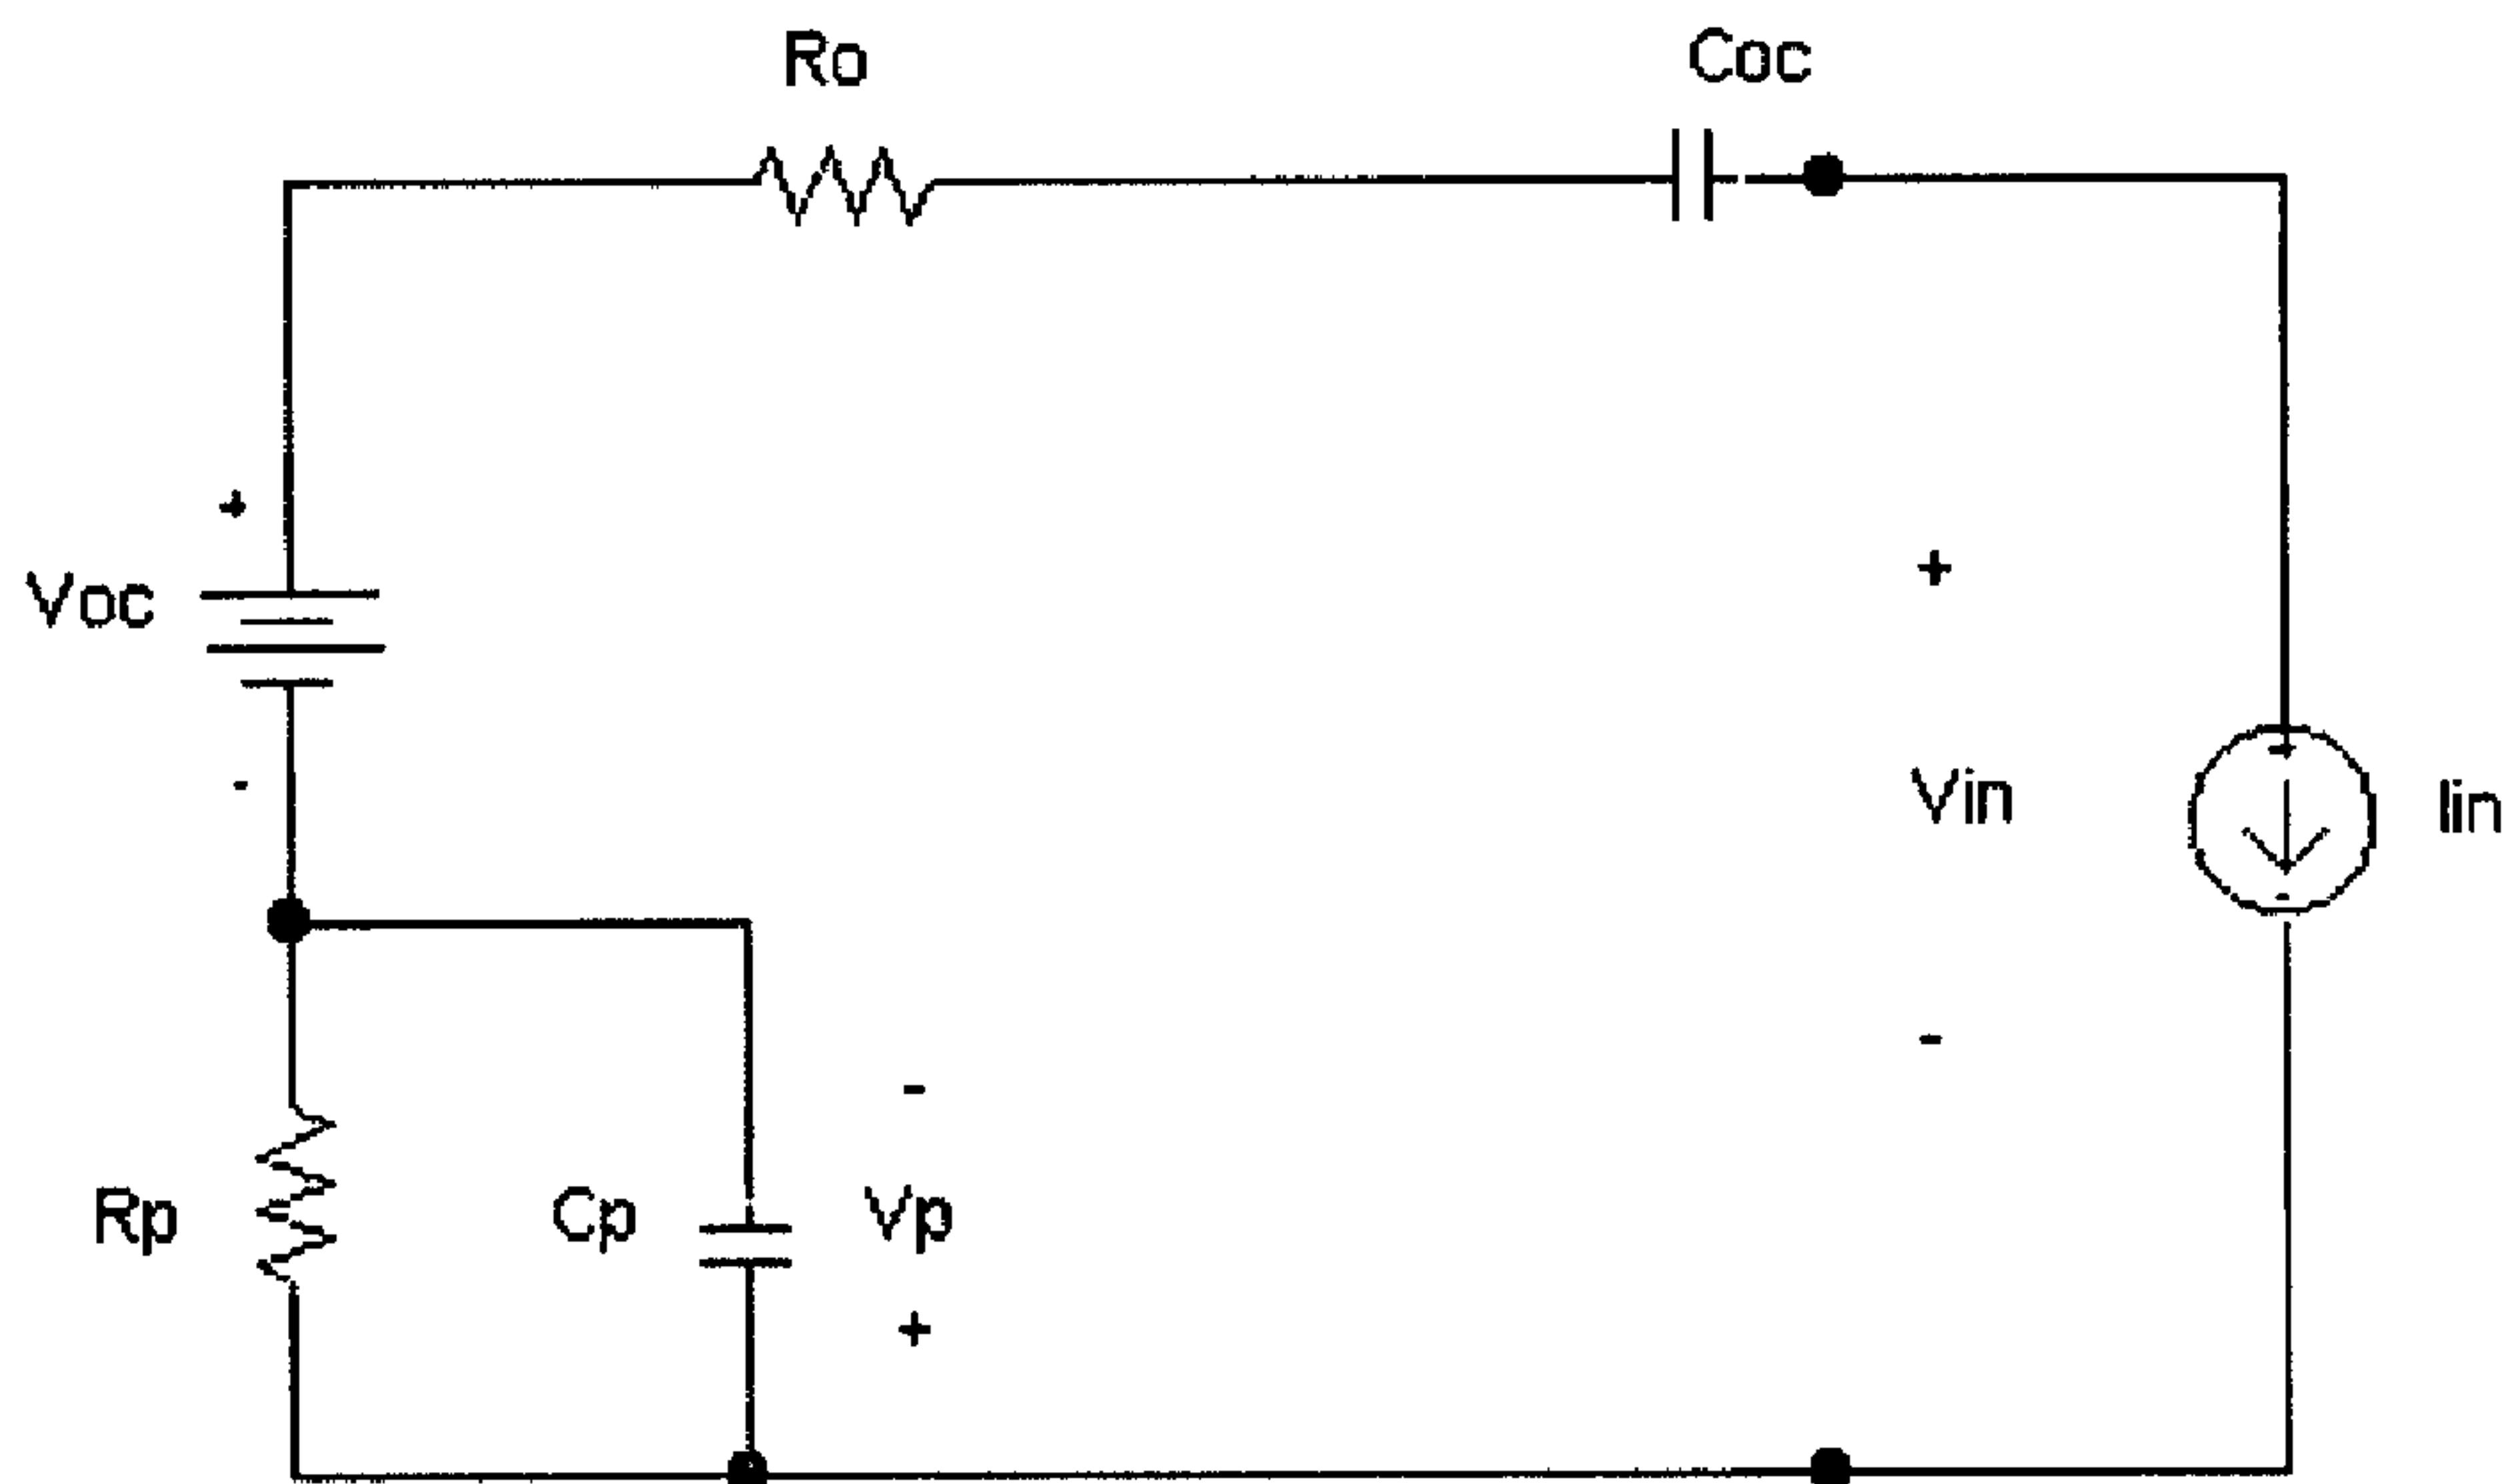 Ro
Coc
+
Voc
-
+
Vin
-
Iin
Rp
Cp
-
Vp
+